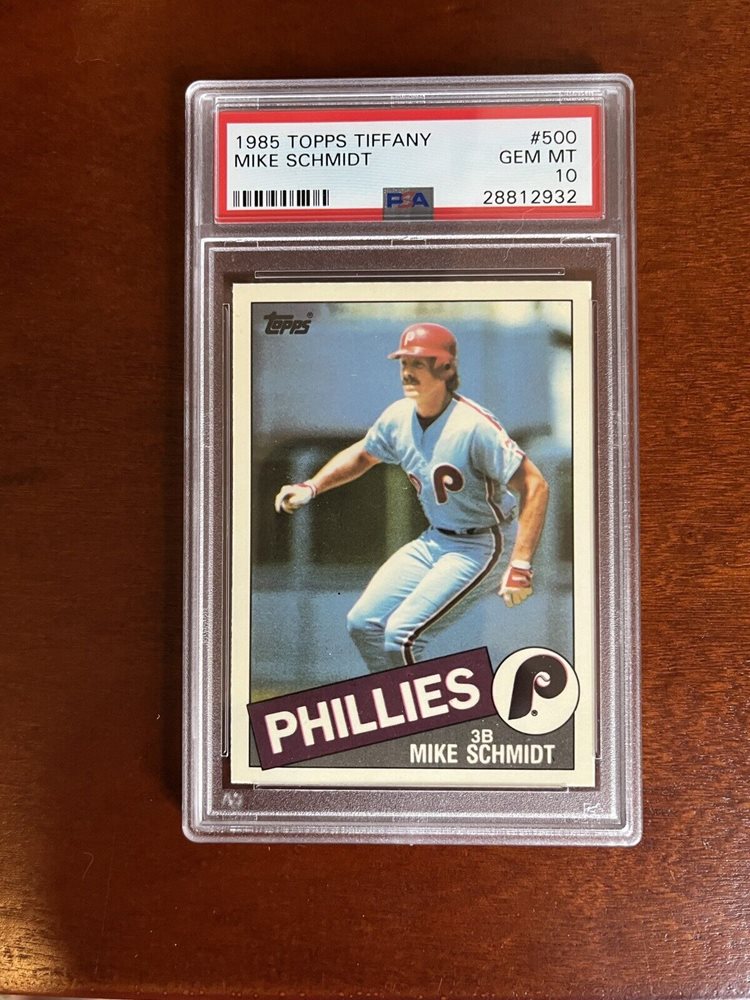 1985 TOPPS TIFFANY #500
MIKE SCHMIDT GEM MT
10
PSA 28812932
Topps®
P
P
PHILLIES
P®
3B
MIKE SCHMIDT